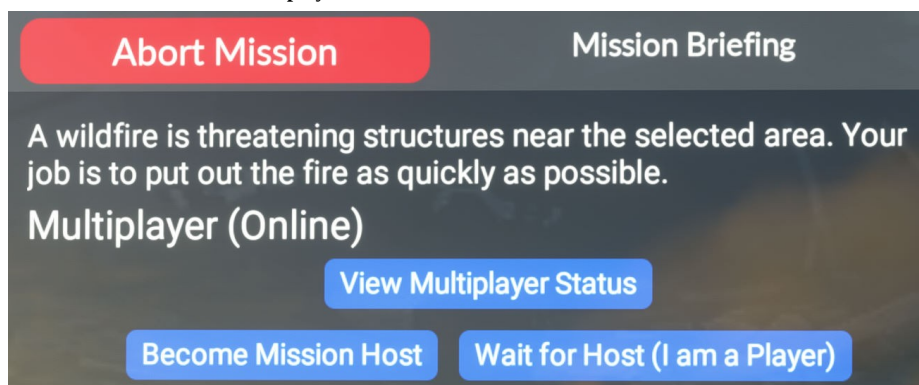 Abort Mission
Mission Briefing
A wildfire is threatening structures near the selected area. Your
job is to put out the fire as quickly as possible.
Multiplayer (Online)
View Multiplayer Status
Become Mission Host
Wait for Host (I am a Player)